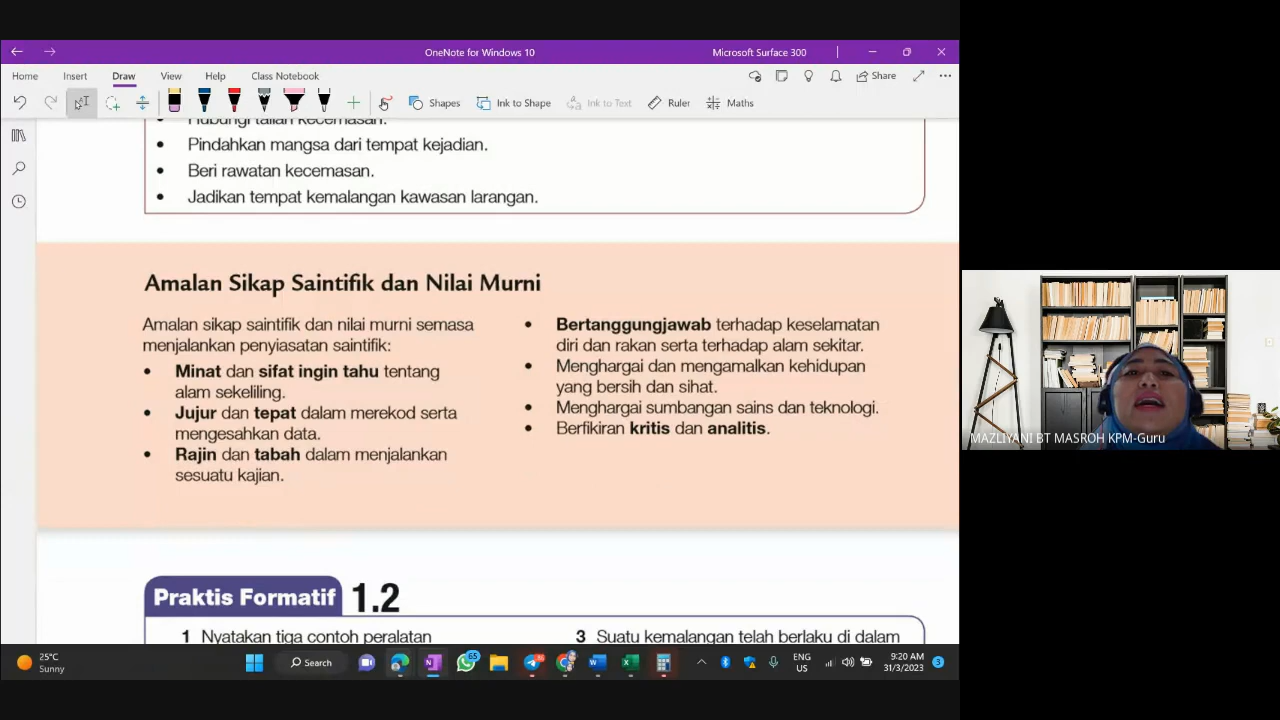 OneNote for Windows 10
Microsoft Surface 300
Home Insert Draw View Help Class Notebook
Share
Shapes Ink to Shape Ink to Text Ruler Maths
Hubungi talian kecemasan.
• Pindahkan mangsa dari tempat kejadian.
• Beri rawatan kecemasan.
• Jadikan tempat kemalangan kawasan larangan.
Amalan Sikap Saintifik dan Nilai Murni
Amalan sikap saintifik dan nilai murni semasa
menjalankan penyiasatan saintifik:
• Minat dan sifat ingin tahu tentang
alam sekeliling.
• Jujur dan tepat dalam merekod serta
mengesahkan data.
• Rajin dan tabah dalam menjalankan
sesuatu kajian.
• Bertanggungjawab terhadap keselamatan
diri dan rakan serta terhadap alam sekitar.
• Menghargai dan mengamalkan kehidupan
yang bersih dan sihat.
• Menghargai sumbangan sains dan teknologi.
• Berfikiran kritis dan analitis.
Praktis Formatif 1.2
1 Nyatakan tiga contoh peralatan
3 Suatu kemalangan telah berlaku di dalam
MAZLIYANI BT MASROH KPM-Guru
25°C
Sunny
Search
65
ENG
US
9:20 AM
31/3/2023
3